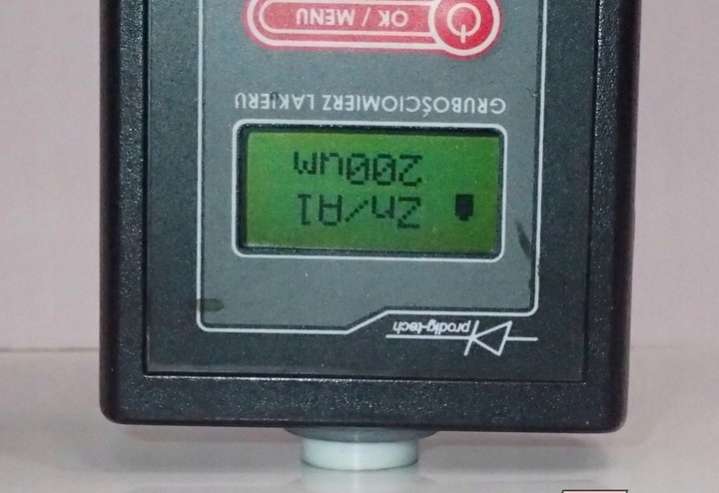 prodig-tech
Zn/Al
200um
GRUBOŚCIOMIERZ LAKIERU
OK / MENU